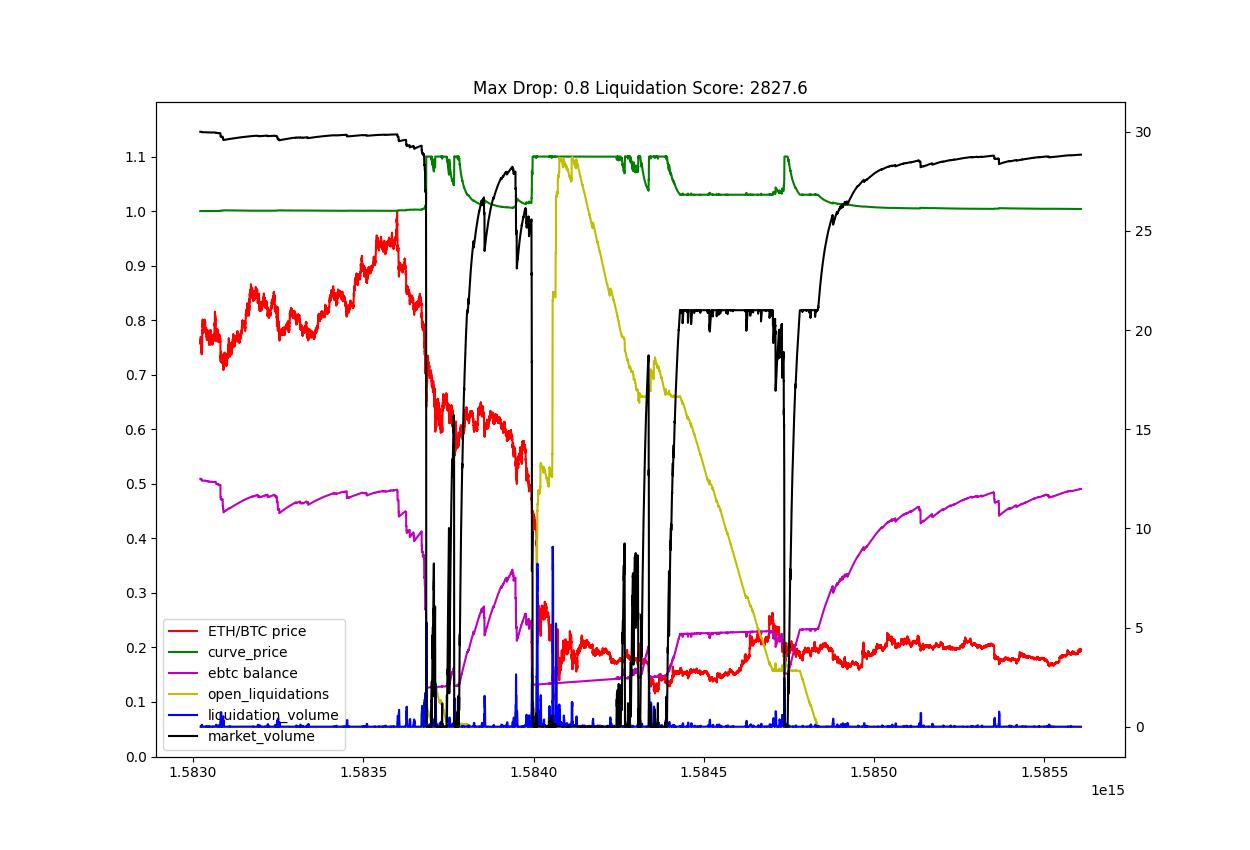 Max Drop: 0.8 Liquidation Score: 2827.6
1.1
1.0
0.9
0.8
0.7
0.6
0.5
0.4
0.3
0.2
0.1
0.0
30
25
20
15
10
5
0
ETH/BTC price
curve_price
ebtc balance
open_liquidations
liquidation_volume
market_volume
1.5830 1.5835 1.5840 1.5845 1.5850 1.5855
1e15